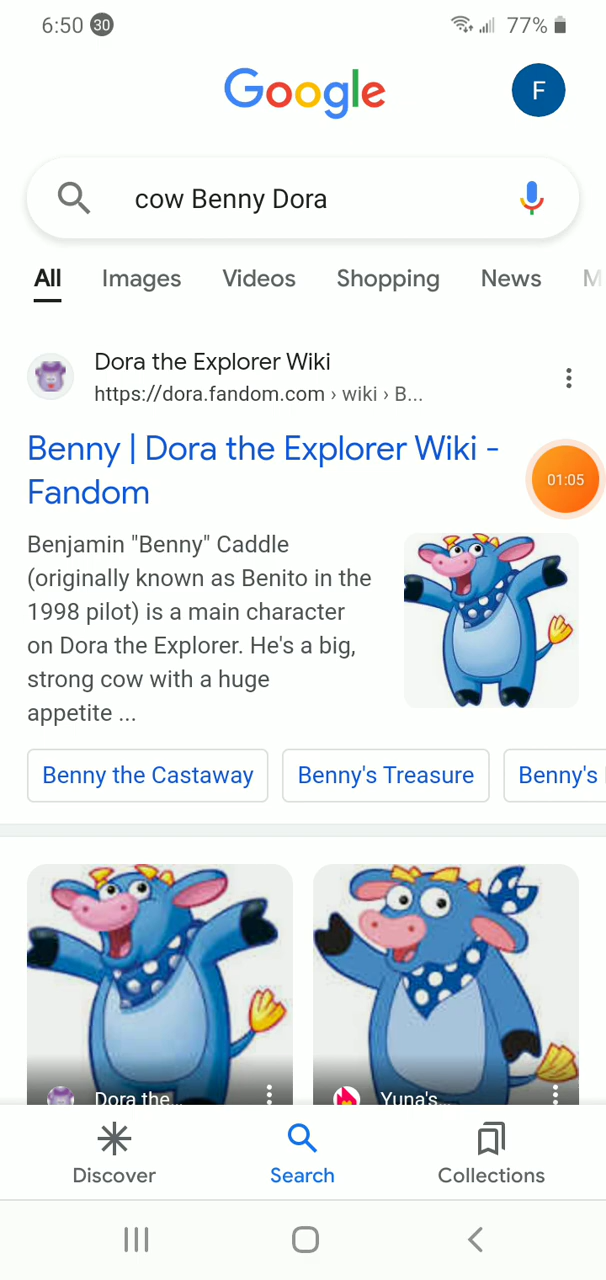 6:50 30 77%
Google F
cow Benny Dora
All Images Videos Shopping News M
Dora the Explorer Wiki
https://dora.fandom.com › wiki › B...
Benny | Dora the Explorer Wiki -
Fandom
01:05
Benjamin "Benny" Caddle
(originally known as Benito in the
1998 pilot) is a main character
on Dora the Explorer. He's a big,
strong cow with a huge
appetite ...
Benny the Castaway Benny's Treasure Benny's
Dora the... Yuna's...
Discover Search Collections